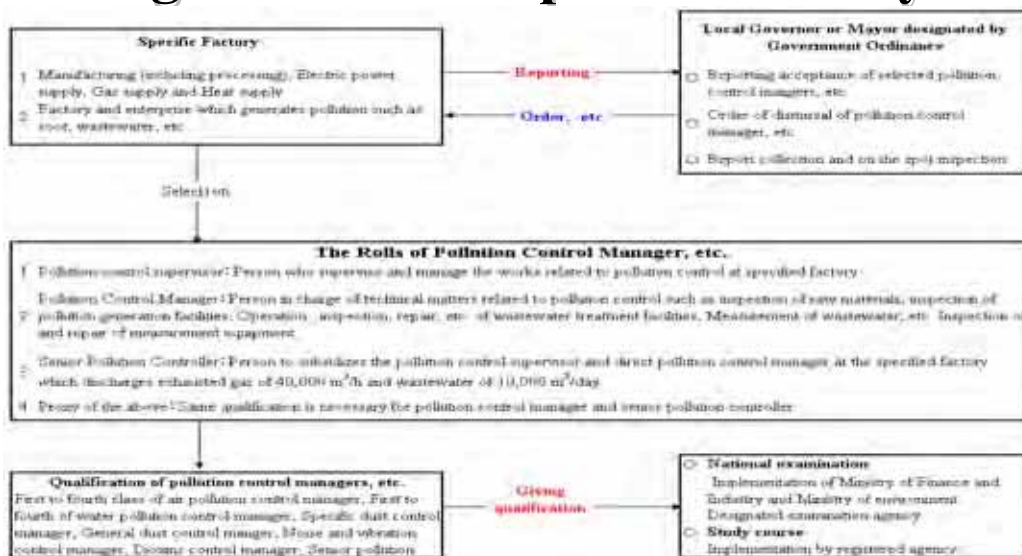 Specific Factory
1 Manufacturing (including processing), Electric power
supply, Gas supply and Heat supply
2 Factory and enterprise which generates pollution such as
soot, wastewater, etc
Reporting
Order, etc
Local Governor or Mayor designated by
Government Ordinance
Reporting acceptance of selected pollution
control mangers, etc
Order of dismissal of pollution control
manager, etc
Report collection and on the spot inspection
Selection
The Rolls of Pollution Control Manager, etc.
1 Pollution control supervisor: Person who supervise and manage the works related to pollution control at specified factory
Pollution Control Manager: Person in charge of technical matters related to pollution control such as inspection of raw materials, inspection of
2 pollution generation facilities, Operation, inspection, repair, etc of wastewater treatment facilities, Measurement of wastewater, etc Inspection
and repair of measurement equipment
3 Senior Pollution Controller: Person to subsidizes the pollution control supervisor and direct pollution control manager at the specified factory
which discharges exhausted gas of 40,000 m³/h and wastewater of 10,000 m³/day
4 Proxy of the above: Same qualification is necessary for pollution control manager and senior pollution controller
Qualification of pollution control managers, etc.
First to fourth class of air pollution control manager, First to
fourth of water pollution control manager, Specific dust control
manager, General dust control manger, Noise and vibration
control manager, Dioxins control manager, Senior pollution
Giving
qualification
National examination
Implementation of Ministry of Finance and
Industry and Ministry of environment
Designated examination agency
Study course
Implementation by registered agency